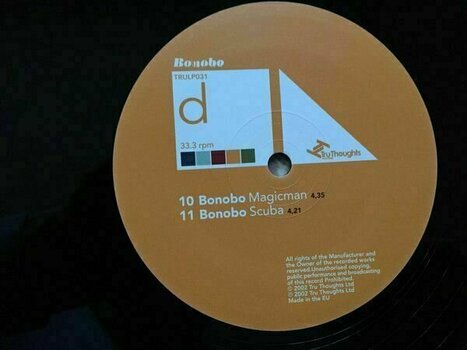 Bonobo
TRULP031
d
33.3 rpm
TruThoughts
10 Bonobo Magicman 4,35
11 Bonobo Scuba 4,21
All rights of the Manufacturer and
the Owner of the recorded works
reserved.Unauthorised copying,
public performance and broadcasting
of this record Prohibited.
℗ 2002 Tru Thoughts Ltd
© 2002 Tru Thoughts Ltd
Made in the EU